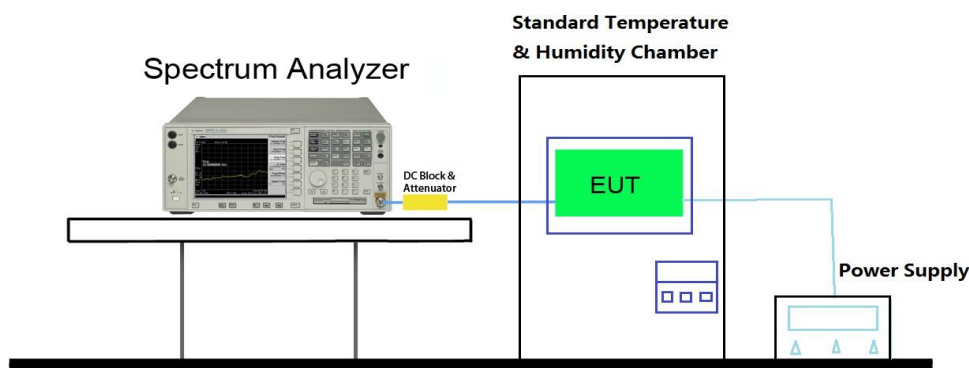 Standard Temperature
& Humidity Chamber
Spectrum Analyzer
DC Block &
Attenuator
EUT
Power Supply